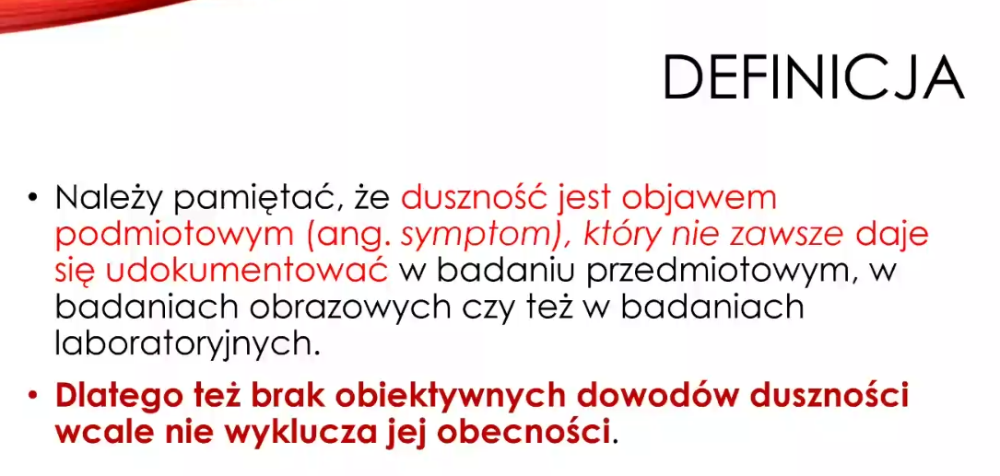 DEFINICJA
• Należy pamiętać, że duszność jest objawem
podmiotowym (ang. symptom), który nie zawsze daje
się udokumentować w badaniu przedmiotowym, w
badaniach obrazowych czy też w badaniach
laboratoryjnych.
• Dlatego też brak obiektywnych dowodów duszności
wcale nie wyklucza jej obecności.